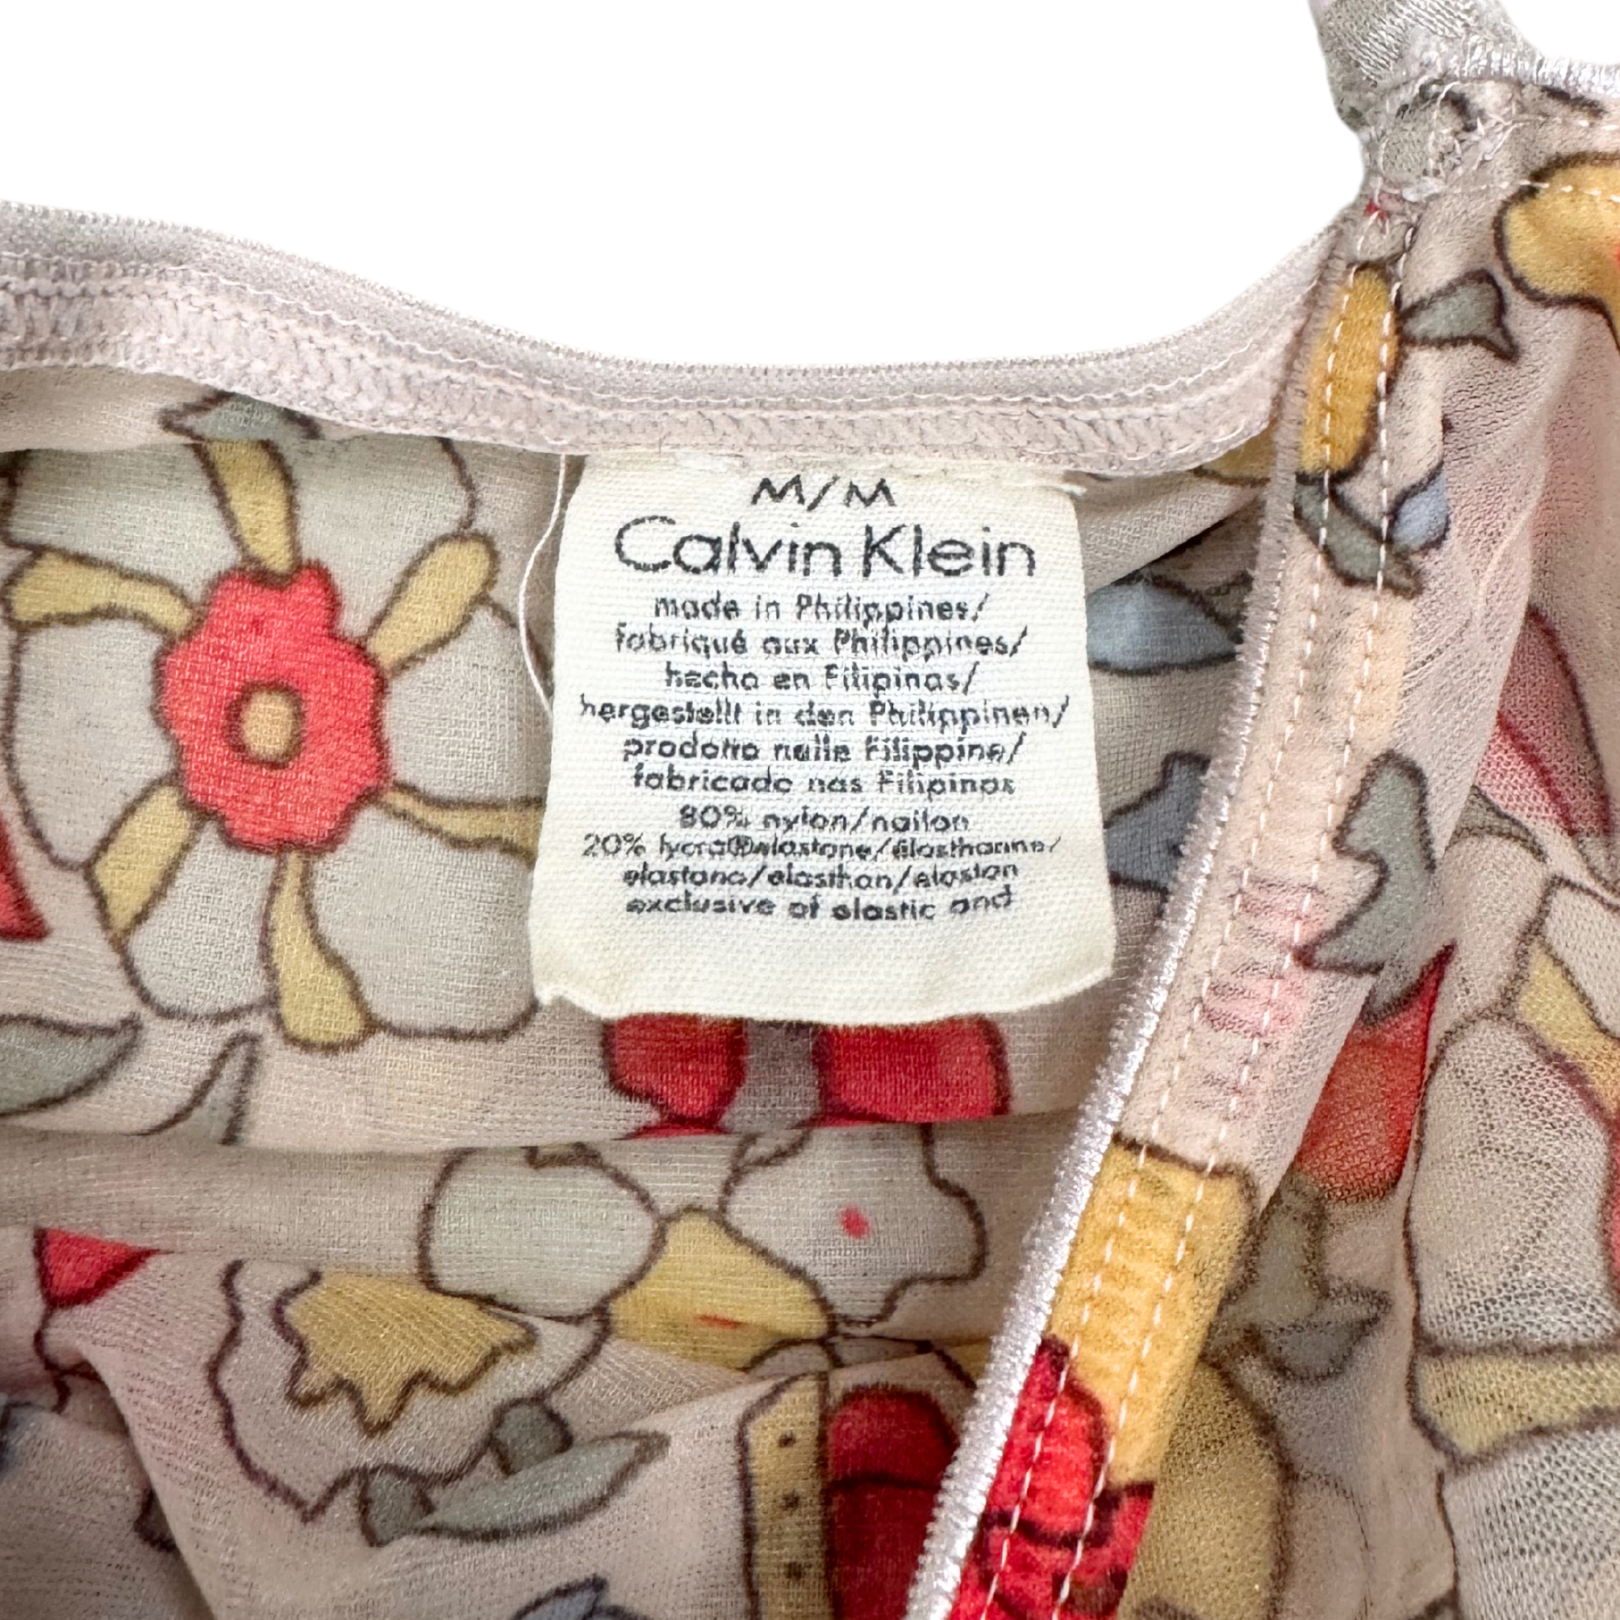 M/M
Calvin Klein
made in Philippines/
fabriqué aux Philippines/
hecho en Filipinas/
hergestellt in den Philippinen/
prodotto nelle Filippine/
fabricado nas Filipinas
80% nylon/nailon
20% lycra®elastane/élasthanne/
elastano/elasthan/elastan
exclusive of elastic and